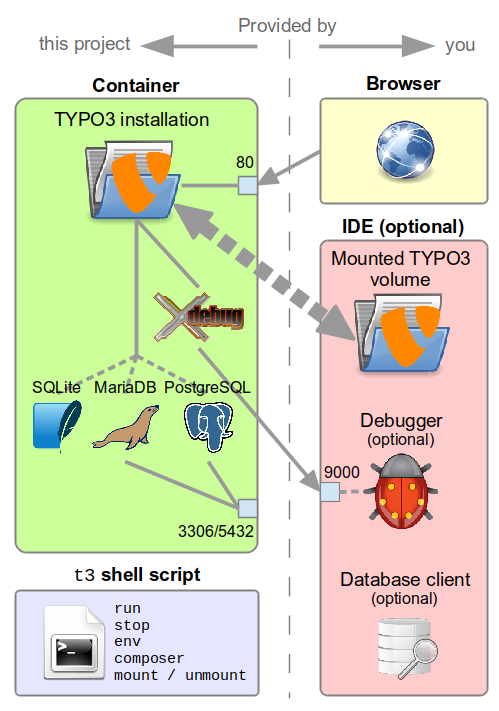 Provided by
this project
you
Container
TYPO3 installation
80
Xdebug
SQLite
MariaDB
PostgreSQL
3306/5432
t3 shell script
>_
run
stop
env
composer
mount / unmount
Browser
IDE (optional)
Mounted TYPO3
volume
Debugger
(optional)
9000
Database client
(optional)